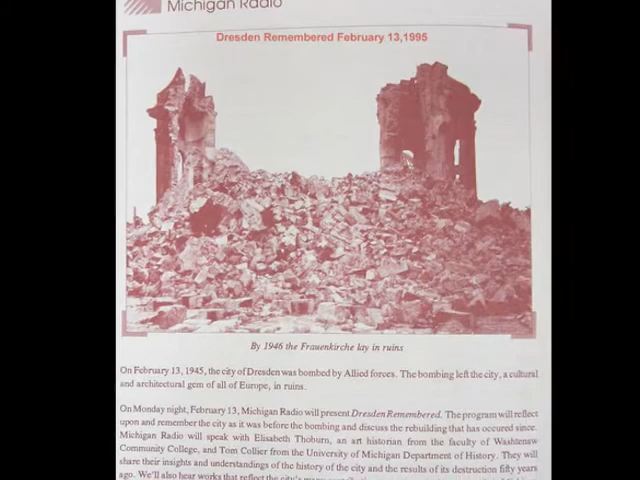 Michigan Radio
Dresden Remembered February 13,1995
By 1946 the Frauenkirche lay in ruins
On February 13, 1945, the city of Dresden was bombed by Allied forces. The bombing left the city, a cultural
and architectural gem of all of Europe, in ruins.
On Monday night, February 13, Michigan Radio will present Dresden Remembered. The program will reflect
upon and remember the city as it was before the bombing and discuss the rebuilding that has occured since.
Michigan Radio will speak with Elisabeth Thoburn, an art historian from the faculty of Washtensw
Community College, and Tom Collier from the University of Michigan Department of History. They will
share their insights and understandings of the history of the city and the results of its destruction fifty years
ago. We'll also hear works that reflect the city's